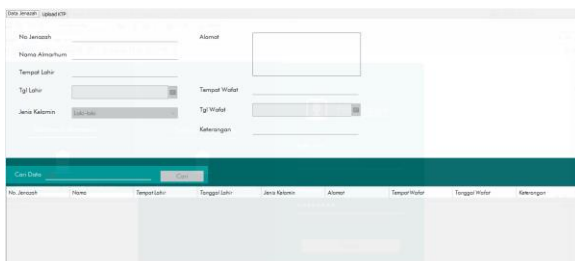 Data Jenazah Upload KTP
No Jenazah
Nama Almarhum
Tempat Lahir
Tgl Lahir
Jenis Kelamin Laki-laki
Alamat
Tempat Wafat
Tgl Wafat
Keterangan
Cari Data Cari
No. Jenazah Nama Tempat Lahir Tanggal Lahir Jenis Kelamin Alamat Tempat Wafat Tanggal Wafat Keterangan